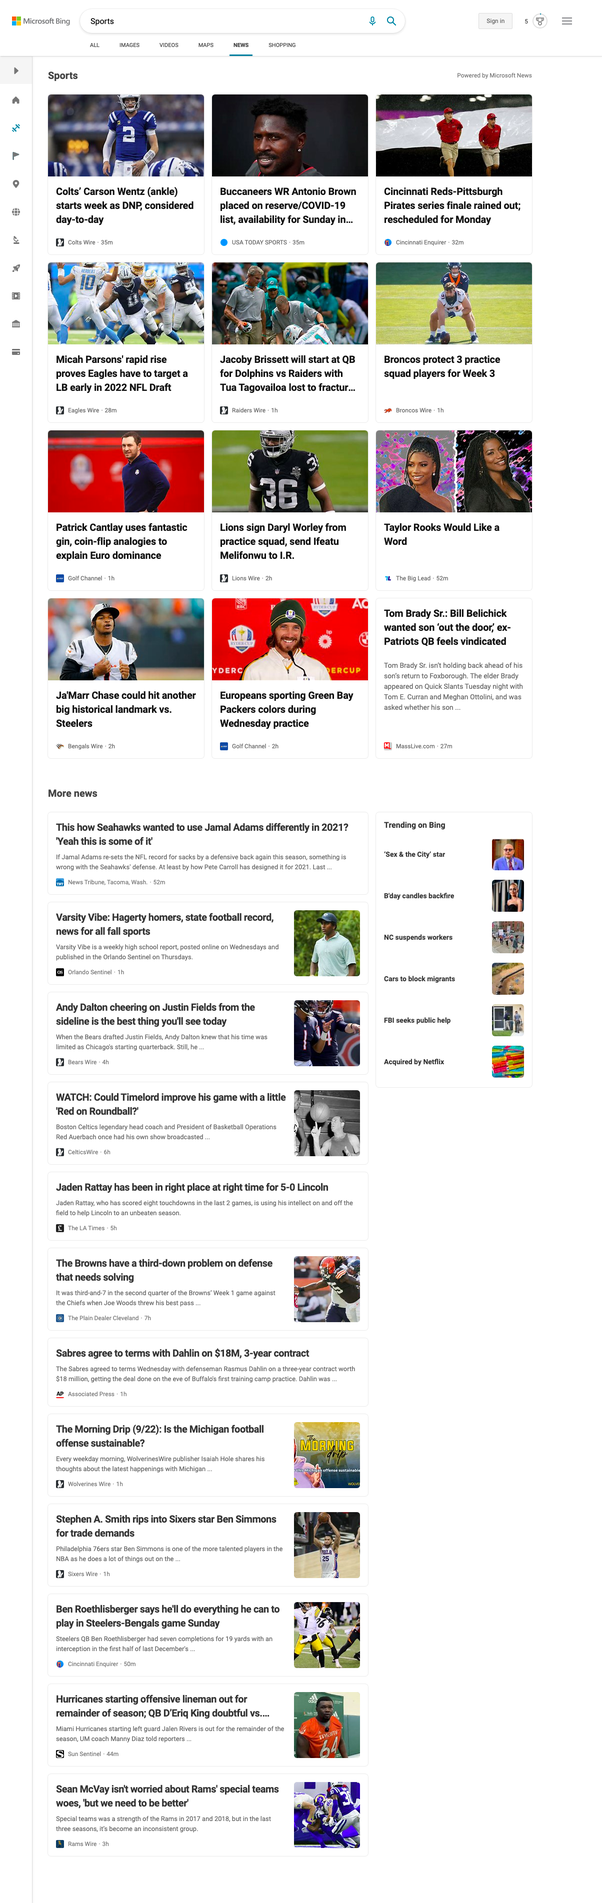 Microsoft Bing
Sports
Sign in
5
ALL IMAGES VIDEOS MAPS NEWS SHOPPING
Sports
Powered by Microsoft News
Colts' Carson Wentz (ankle)
starts week as DNP, considered
day-to-day
Colts Wire · 35m
Buccaneers WR Antonio Brown
placed on reserve/COVID-19
list, availability for Sunday in...
USA TODAY SPORTS · 35m
Cincinnati Reds-Pittsburgh
Pirates series finale rained out;
rescheduled for Monday
Cincinnati Enquirer · 32m
Micah Parsons' rapid rise
proves Eagles have to target a
LB early in 2022 NFL Draft
Eagles Wire · 28m
Jacoby Brissett will start at QB
for Dolphins vs Raiders with
Tua Tagovailoa lost to fractur...
Raiders Wire · 1h
Broncos protect 3 practice
squad players for Week 3
Broncos Wire · 1h
Patrick Cantlay uses fantastic
gin, coin-flip analogies to
explain Euro dominance
Golf Channel · 1h
Lions sign Daryl Worley from
practice squad, send Ifeatu
Melifonwu to I.R.
Lions Wire · 2h
Taylor Rooks Would Like a
Word
The Big Lead · 52m
Ja'Marr Chase could hit another
big historical landmark vs.
Steelers
Bengals Wire · 2h
Europeans sporting Green Bay
Packers colors during
Wednesday practice
Golf Channel · 2h
Tom Brady Sr.: Bill Belichick
wanted son 'out the door,' ex-
Patriots QB feels vindicated
Tom Brady Sr. isn't holding back ahead of his
son's return to Foxborough. The elder Brady
appeared on Quick Slants Tuesday night with
Tom E. Curran and Meghan Ottolini, and was
asked whether his son ...
MassLive.com · 27m
More news
This how Seahawks wanted to use Jamal Adams differently in 2021?
'Yeah this is some of it'
If Jamal Adams re-sets the NFL record for sacks by a defensive back again this season, something is
wrong with the Seahawks' defense. At least by how Pete Carroll has designed it for 2021. Last ...
News Tribune, Tacoma, Wash. · 52m
Varsity Vibe: Hagerty homers, state football record,
news for all fall sports
Varsity Vibe is a weekly high school report, posted online on Wednesdays and
published in the Orlando Sentinel on Thursdays.
Orlando Sentinel · 1h
Andy Dalton cheering on Justin Fields from the
sideline is the best thing you'll see today
When the Bears drafted Justin Fields, Andy Dalton knew that his time was
limited as Chicago's starting quarterback. Still, he ...
Bears Wire · 4h
WATCH: Could Timelord improve his game with a little
'Red on Roundball?'
Boston Celtics legendary head coach and President of Basketball Operations
Red Auerbach once had his own show broadcasted ...
CelticsWire · 6h
Jaden Rattay has been in right place at right time for 5-0 Lincoln
Jaden Rattay, who has scored eight touchdowns in the last 2 games, is using his intellect on and off the
field to help Lincoln to an unbeaten season.
The LA Times · 5h
The Browns have a third-down problem on defense
that needs solving
It was third-and-7 in the second quarter of the Browns' Week 1 game against
the Chiefs when Joe Woods threw his best pass ...
The Plain Dealer Cleveland · 7h
Sabres agree to terms with Dahlin on $18M, 3-year contract
The Sabres agreed to terms Wednesday with defenseman Rasmus Dahlin on a three-year contract worth
$18 million, getting the deal done on the eve of Buffalo's first training camp practice. Dahlin was ...
AP Associated Press · 1h
The Morning Drip (9/22): Is the Michigan football
offense sustainable?
Every weekday morning, WolverinesWire publisher Isaiah Hole shares his
thoughts about the latest happenings with Michigan ...
Wolverines Wire · 1h
Stephen A. Smith rips into Sixers star Ben Simmons
for trade demands
Philadelphia 76ers star Ben Simmons is one of the more talented players in the
NBA as he does a lot of things out on the ...
Sixers Wire · 1h
Ben Roethlisberger says he'll do everything he can to
play in Steelers-Bengals game Sunday
Steelers QB Ben Roethlisberger had seven completions for 19 yards with an
interception in the first half of last December's ...
Cincinnati Enquirer · 50m
Hurricanes starting offensive lineman out for
remainder of season; QB D'Eriq King doubtful vs....
Miami Hurricanes starting left guard Jalen Rivers is out for the remainder of the
season, UM coach Manny Diaz told reporters ...
Sun Sentinel · 44m
Sean McVay isn't worried about Rams' special teams
woes, 'but we need to be better'
Special teams was a strength of the Rams in 2017 and 2018, but in the last
three seasons, it's become an inconsistent group.
Rams Wire · 3h
Trending on Bing
'Sex & the City' star
B'day candles backfire
NC suspends workers
Cars to block migrants
FBI seeks public help
Acquired by Netflix